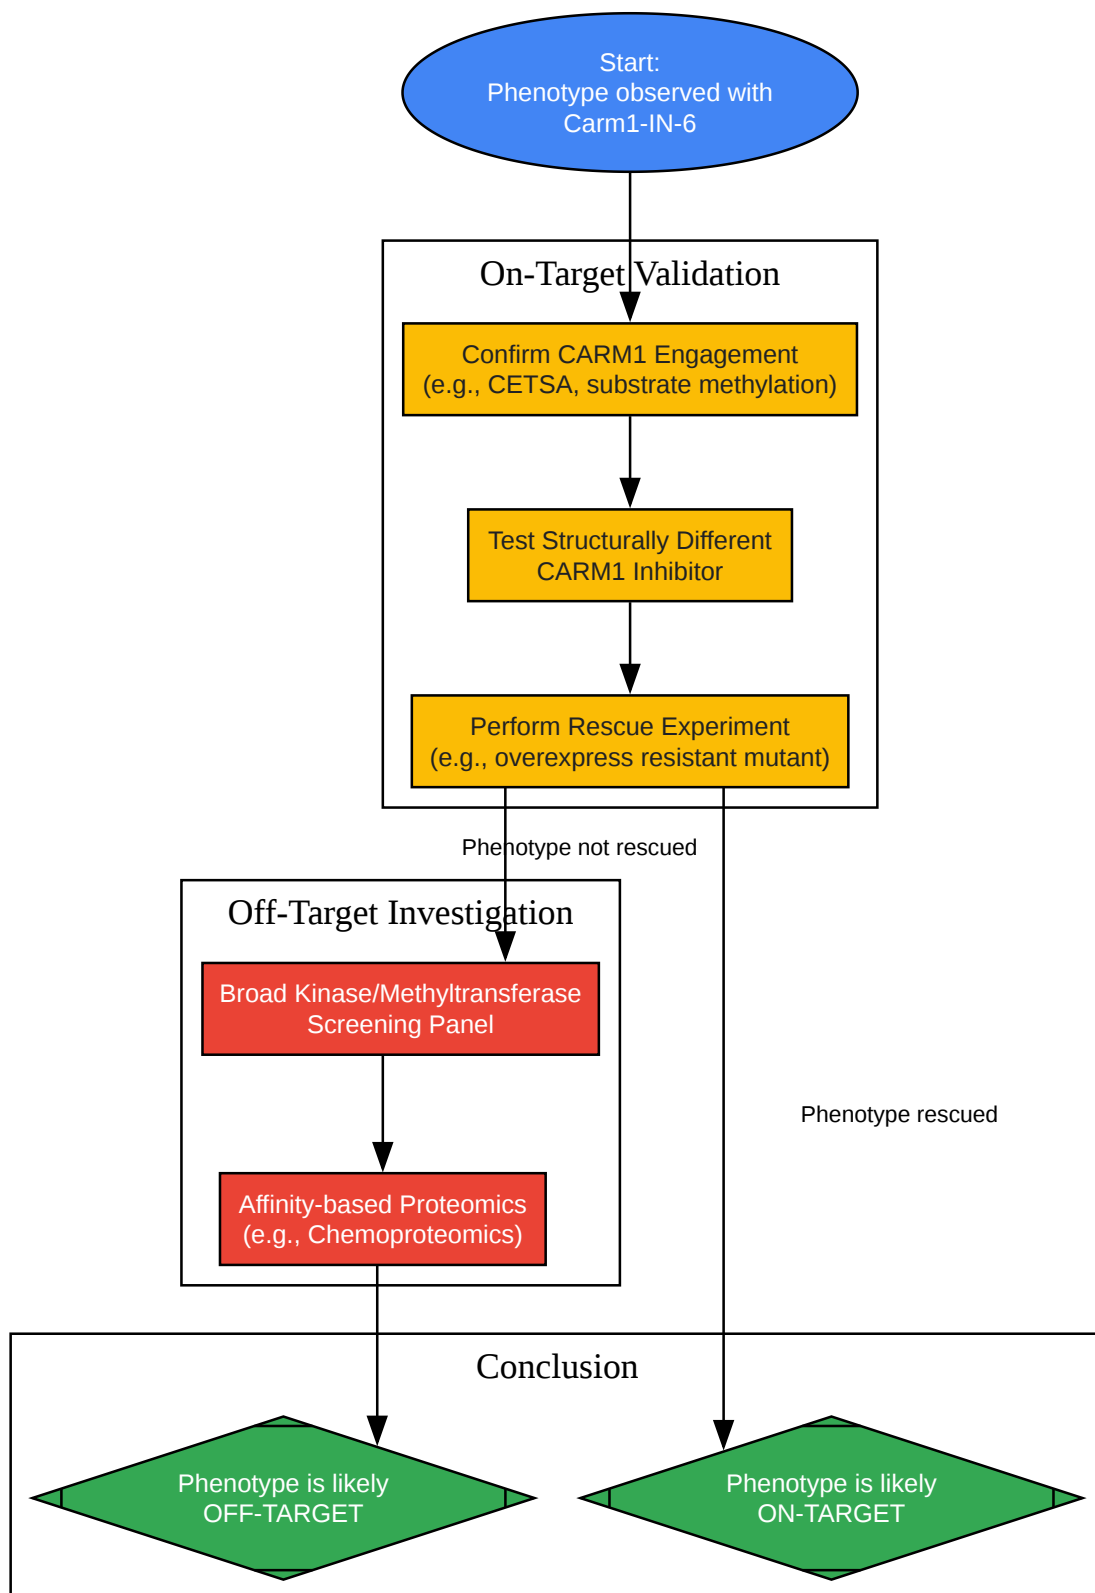 Start:
Phenotype observed with
Carm1-IN-6
On-Target Validation
Confirm CARM1 Engagement
(e.g., CETSA, substrate methylation)
Test Structurally Different
CARM1 Inhibitor
Perform Rescue Experiment
(e.g., overexpress resistant mutant)
Phenotype not rescued
Off-Target Investigation
Broad Kinase/Methyltransferase
Screening Panel
Phenotype rescued
Affinity-based Proteomics
(e.g., Chemoproteomics)
Conclusion
Phenotype is likely
OFF-TARGET
Phenotype is likely
ON-TARGET